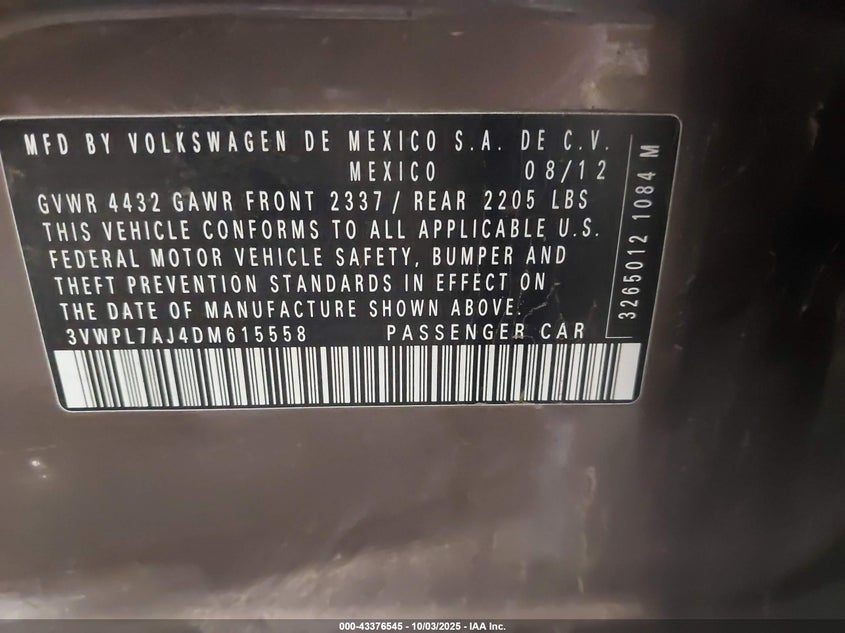 MFD BY VOLKSWAGEN DE MEXICO S.A. DE C.V.
MEXICO 08/12
GVWR 4432 GAWR FRONT 2337/ REAR 2205 LBS
THIS VEHICLE CONFORMS TO ALL APPLICABLE U.S.
FEDERAL MOTOR VEHICLE SAFETY, BUMPER AND
THEFT PREVENTION STANDARDS IN EFFECT ON
THE DATE OF MANUFACTURE SHOWN ABOVE.
3VWPL7AJ4DM615558 PASSENGER CAR
3265012 1084 M
000-43376545 - 10/03/2025 - IAA Inc.